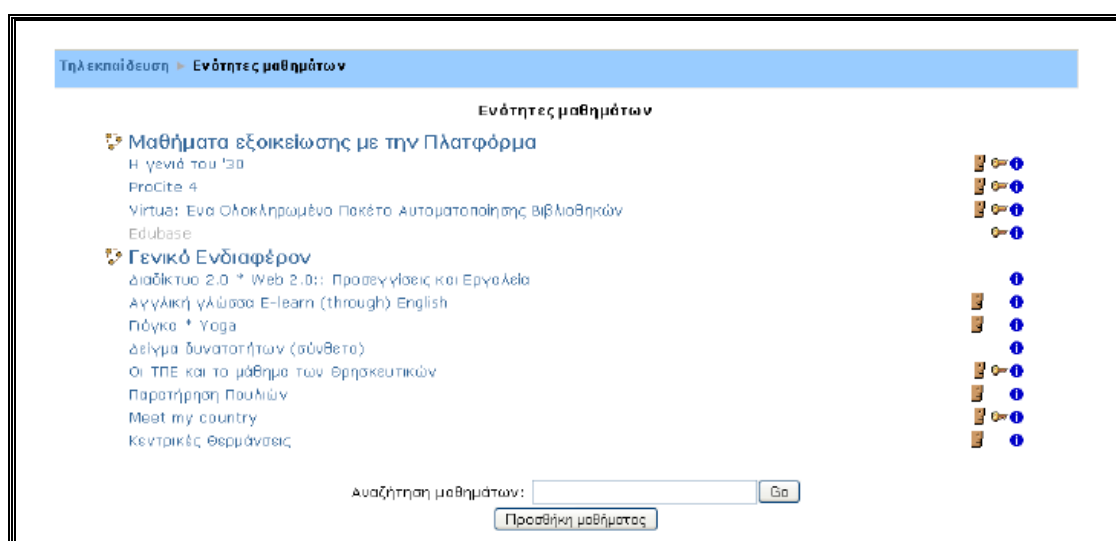 Τηλεκπαίδευση ► Ενότητες μαθημάτων
Ενότητες μαθημάτων
Μαθήματα εξοικείωσης με την Πλατφόρμα
Η γενιά του '30
ProCite 4
Virtua: Ένα Ολοκληρωμένο Πακέτο Αυτοματοποίησης Βιβλιοθηκών
Edubase
Γενικό Ενδιαφέρον
Διαδίκτυο 2.0 * Web 2.0:: Προσεγγίσεις και Εργαλεία
Αγγλική γλώσσα E-learn (through) English
Γιόγκα * Yoga
Δείγμα δυνατοτήτων (σύνθετο)
Οι ΤΠΕ και το μάθημα των Θρησκευτικών
Παρατήρηση Πουλιών
Meet my country
Κεντρικές Θερμάνσεις
Αναζήτηση μαθημάτων: Go
Προσθήκη μαθήματος